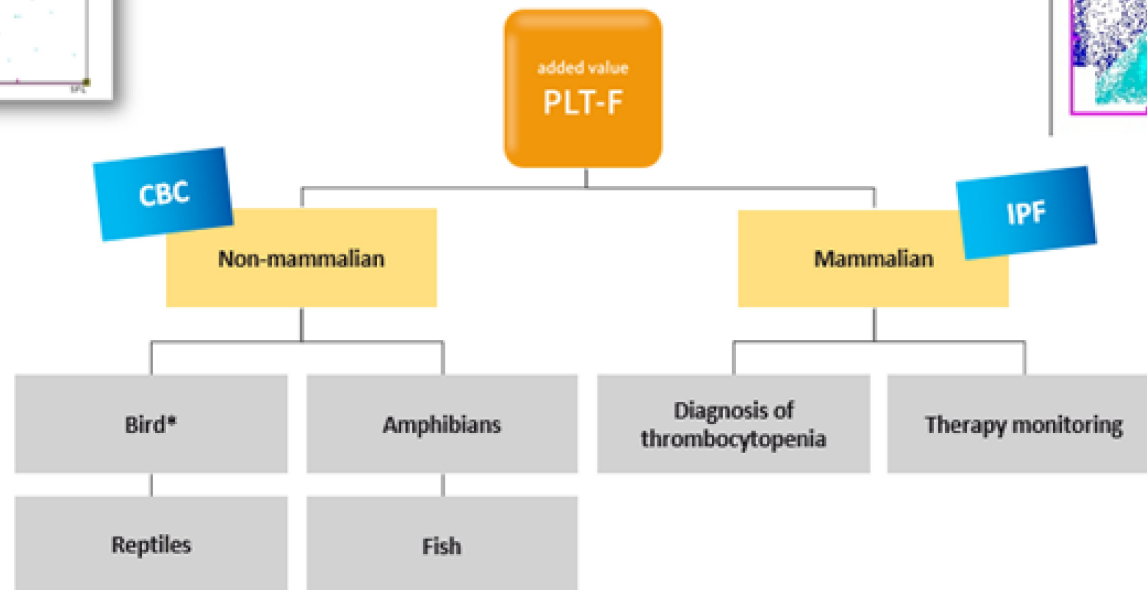 added value
PLT-F
CBC
IPF
Non-mammalian
Mammalian
Bird*
Amphibians
Diagnosis of
thrombocytopenia
Therapy monitoring
Reptiles
Fish